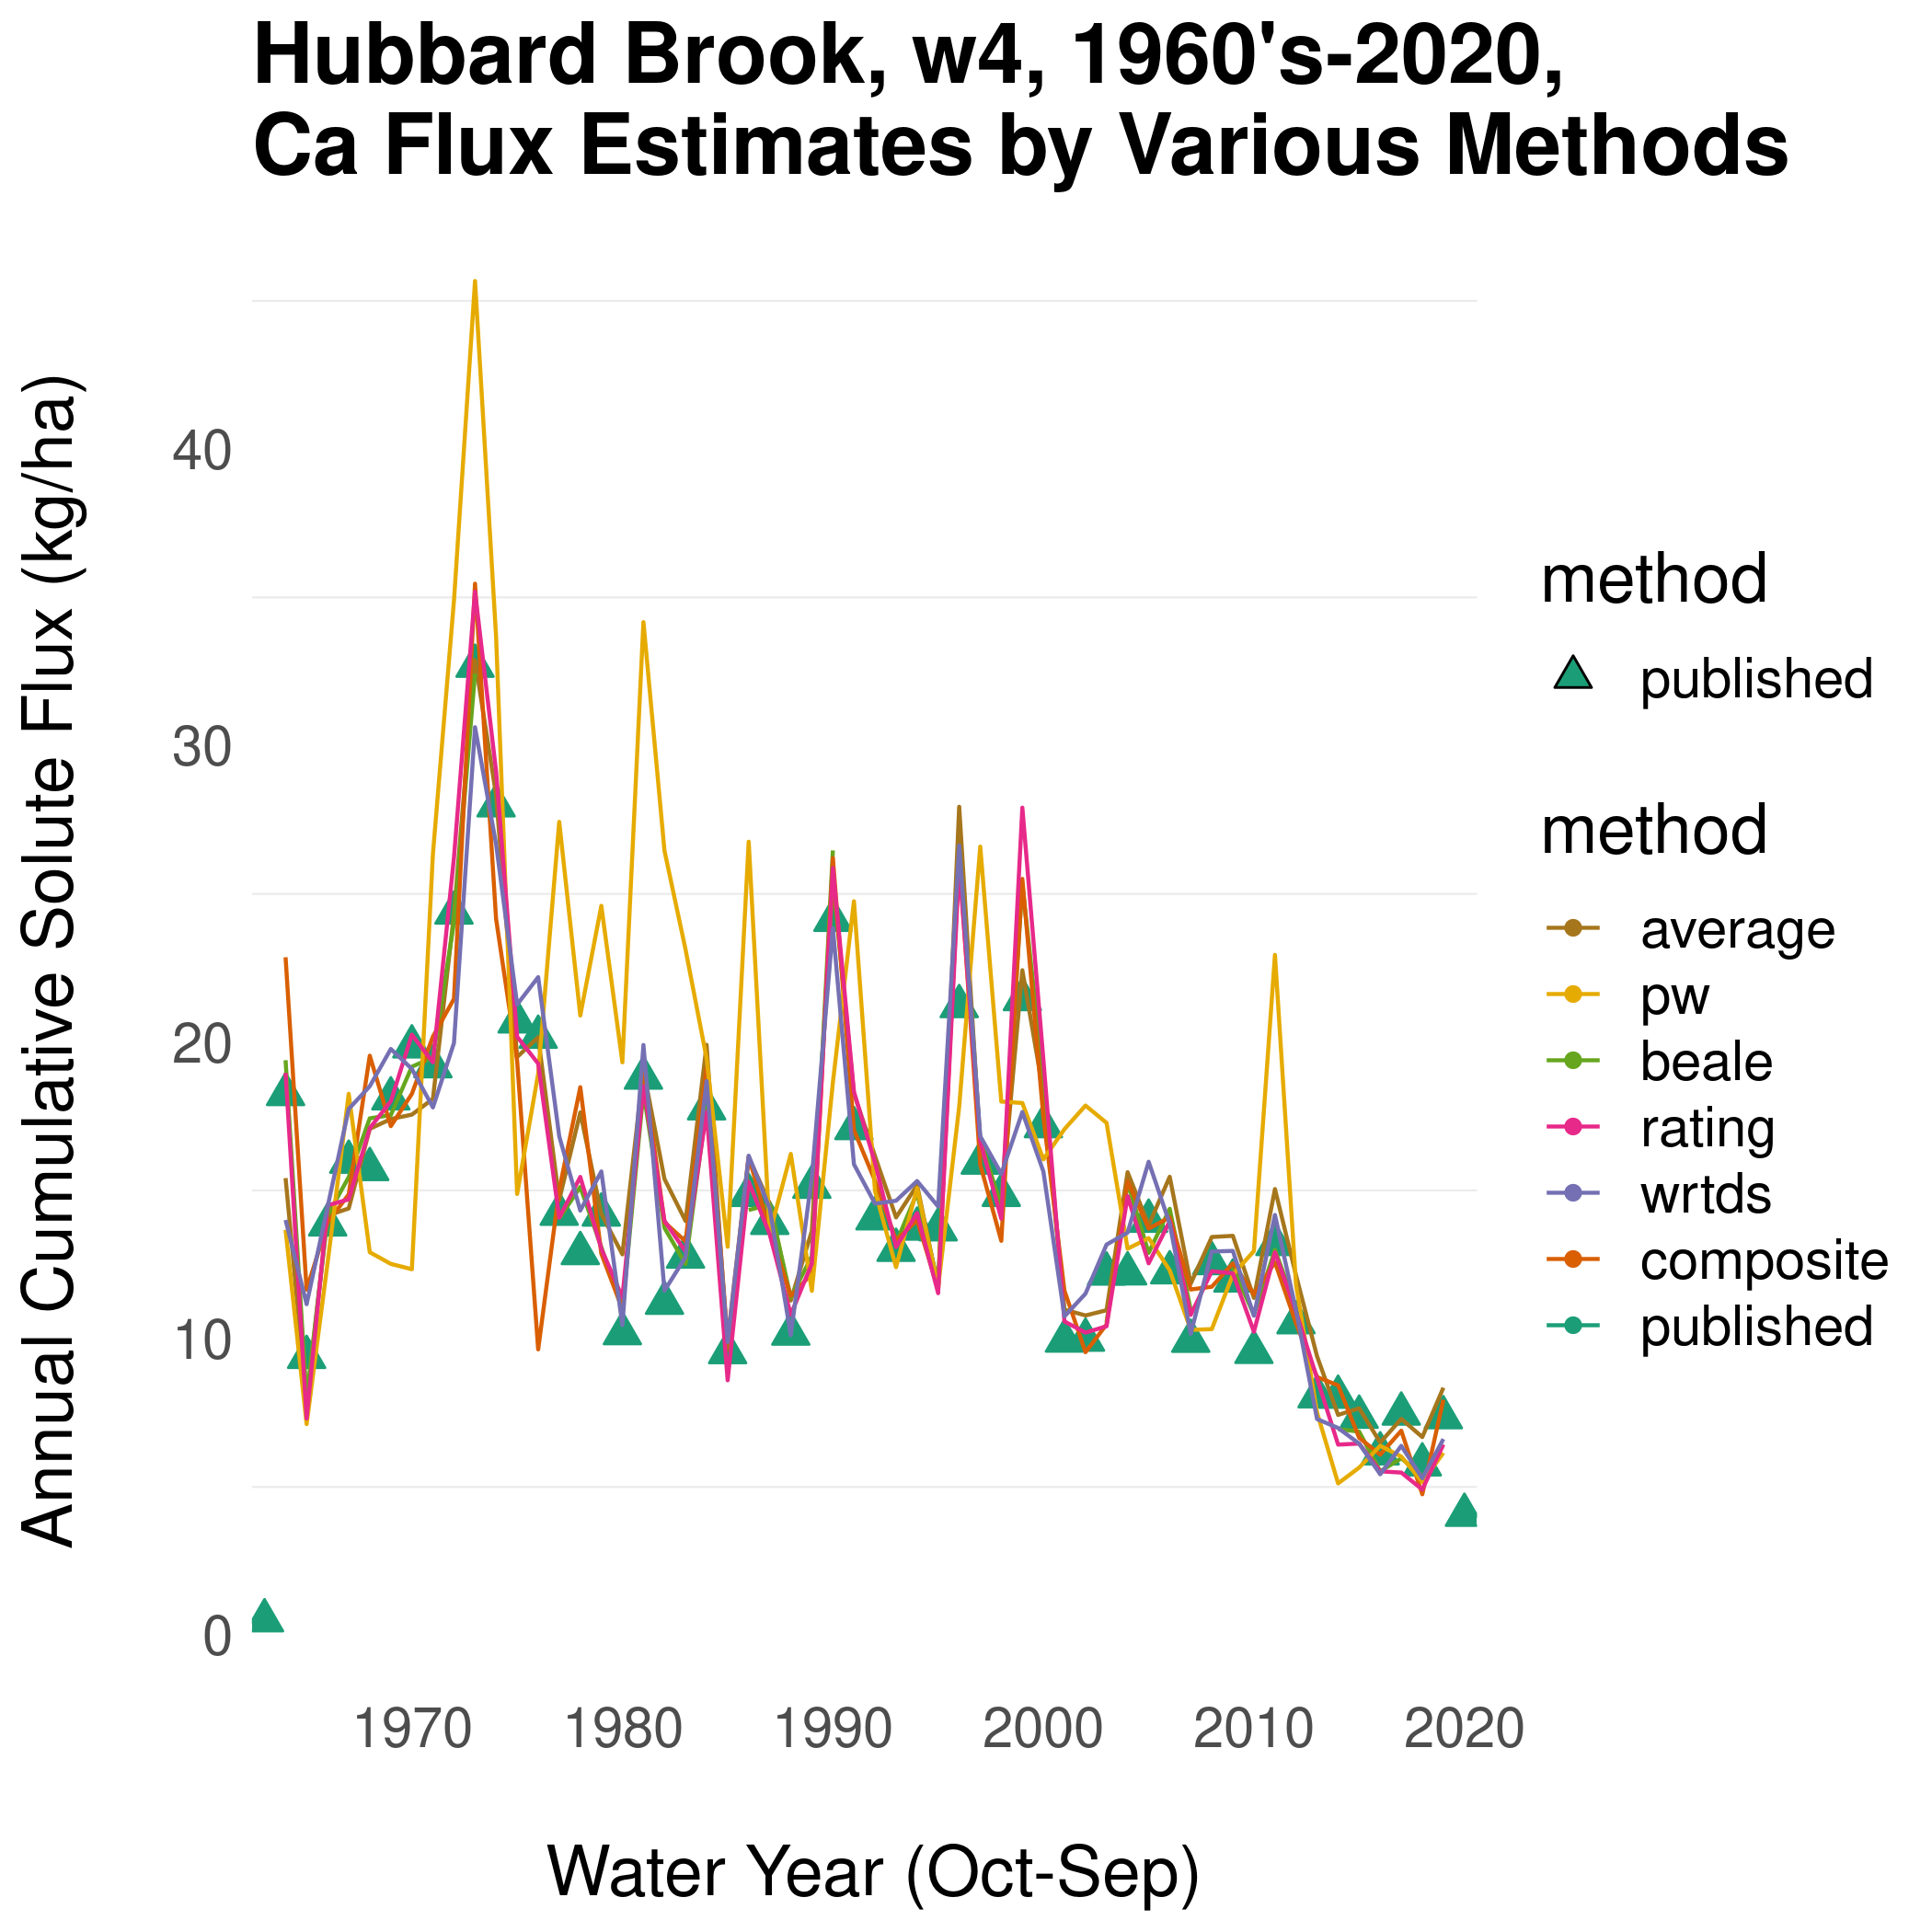 Hubbard Brook, w4, 1960's-2020,
Ca Flux Estimates by Various Methods
Annual Cumulative Solute Flux (kg/ha)
40
30
20
10
0
1970 1980 1990 2000 2010 2020
Water Year (Oct-Sep)
method
published
method
average
pw
beale
rating
wrtds
composite
published